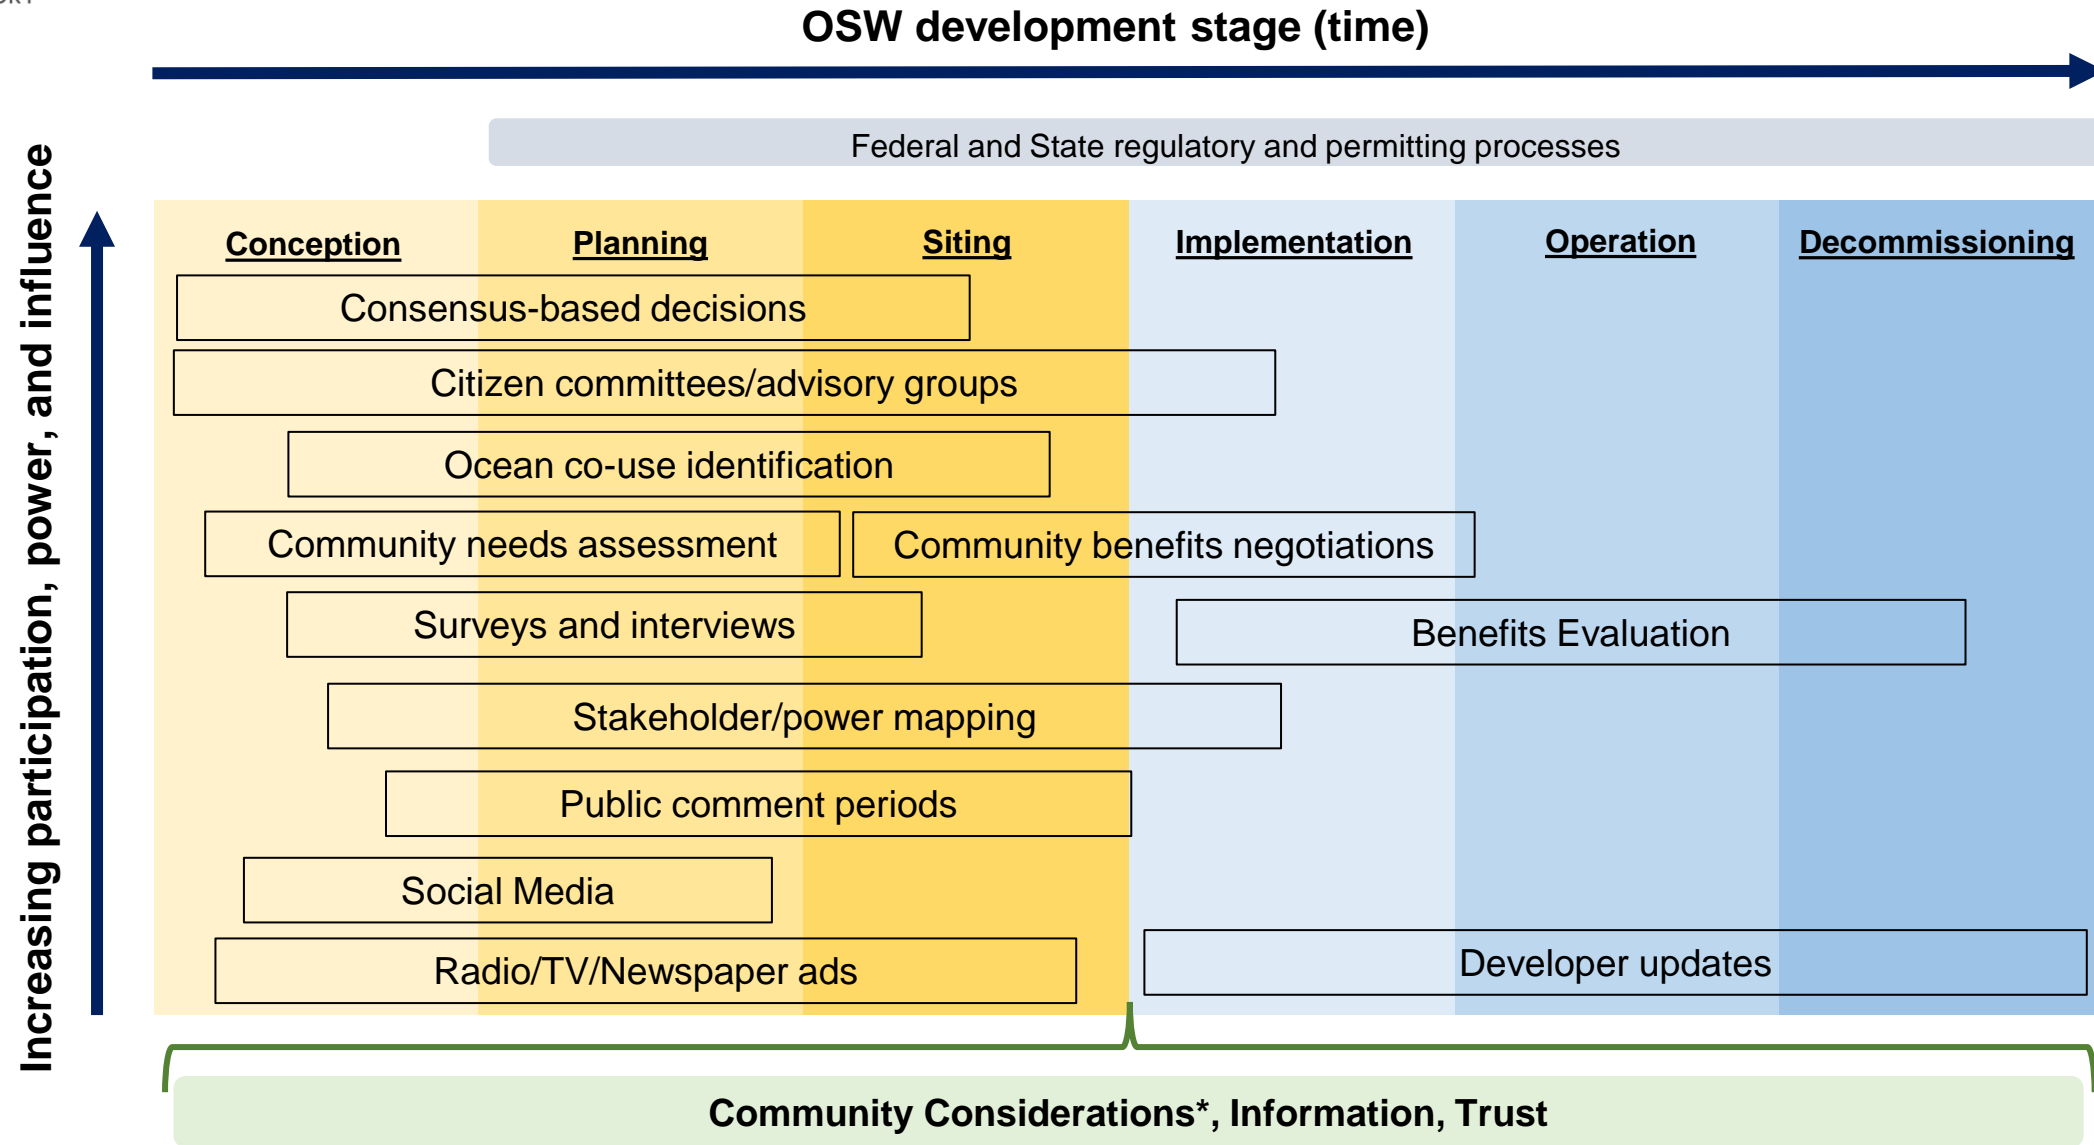 OSW development stage (time)
Federal and State regulatory and permitting processes
Increasing participation, power, and influence
Conception
Planning
Siting
Implementation
Operation
Decommissioning
Consensus-based decisions
Citizen committees/advisory groups
Ocean co-use identification
Community needs assessment
Community benefits negotiations
Surveys and interviews
Benefits Evaluation
Stakeholder/power mapping
Public comment periods
Social Media
Radio/TV/Newspaper ads
Developer updates
Community Considerations*, Information, Trust